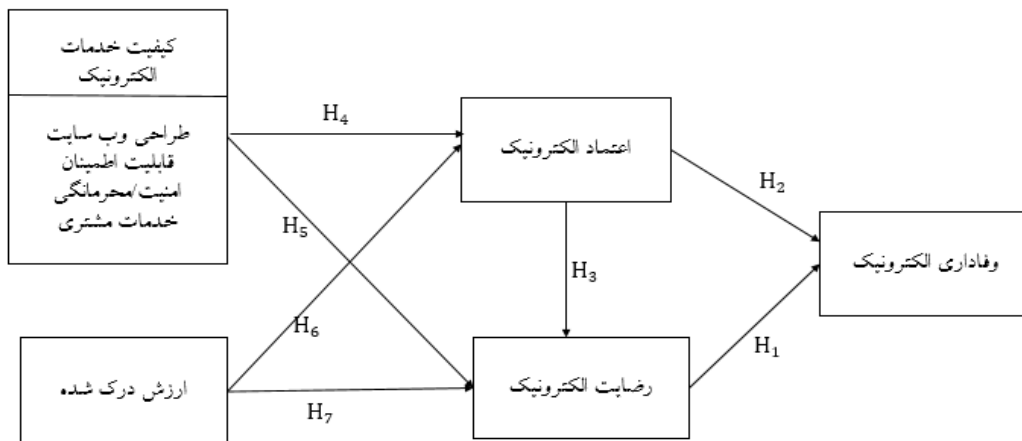 کیفیت خدمات
الکترونیک
طراحی وب سایت
قابلیت اطمینان
امنیت/محرمانگی
خدمات مشتری
H₄
اعتماد الکترونیک
H₂
H₅
H₃
وفاداری الکترونیک
H₆
H₁
ارزش درک شده
H₇
رضایت الکترونیک